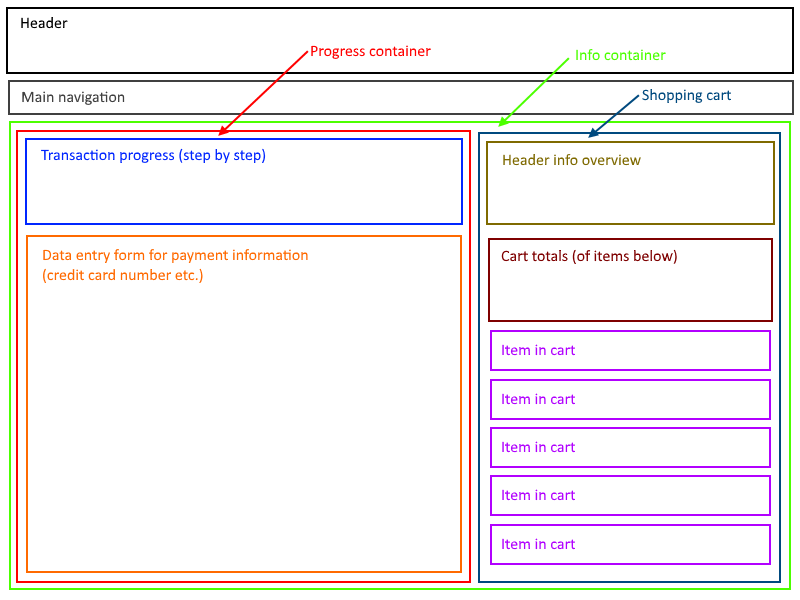 Header
Progress container
Info container
Main navigation
Shopping cart
Transaction progress (step by step)
Header info overview
Data entry form for payment information
(credit card number etc.)
Cart totals (of items below)
Item in cart
Item in cart
Item in cart
Item in cart
Item in cart